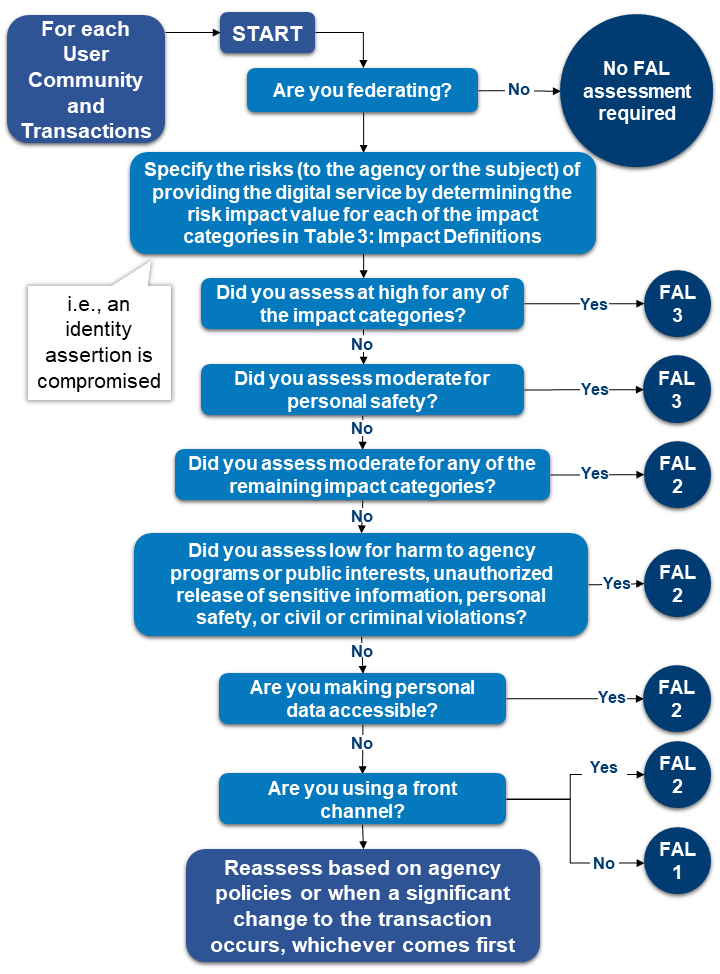 For each
User
Community
and
Transactions
START
Are you federating?
No
No FAL
assessment
required
Specify the risks (to the agency or the subject) of
providing the digital service by determining the
risk impact value for each of the impact
categories in Table 3: Impact Definitions
i.e., an
identity
assertion is
compromised
Did you assess at high for any of
the impact categories?
Yes
FAL
3
No
Did you assess moderate for
personal safety?
Yes
FAL
3
No
Did you assess moderate for any of the
remaining impact categories?
Yes
FAL
2
No
Did you assess low for harm to agency
programs or public interests, unauthorized
release of sensitive information, personal
safety, or civil or criminal violations?
Yes
FAL
2
No
Are you making personal
data accessible?
Yes
FAL
2
No
Are you using a front
channel?
Yes
FAL
2
No
FAL
1
Reassess based on agency
policies or when a significant
change to the transaction
occurs, whichever comes first